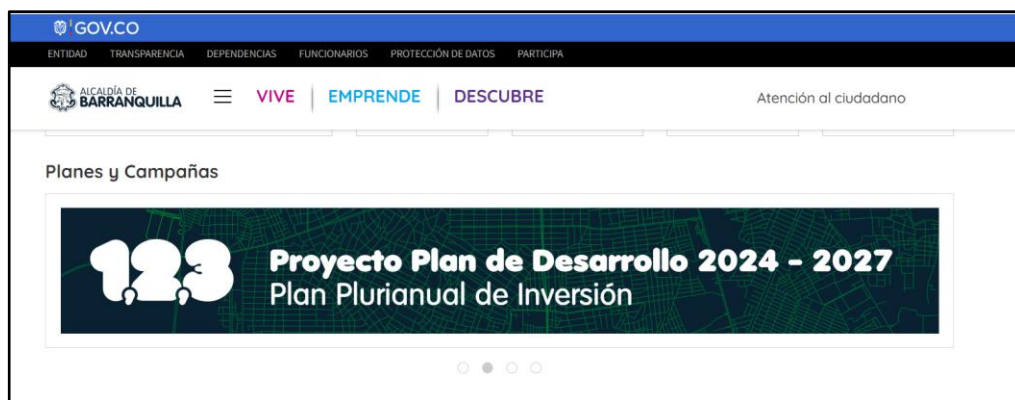 GOV.CO
ENTIDAD TRANSPARENCIA DEPENDENCIAS FUNCIONARIOS PROTECCIÓN DE DATOS PARTICIPA
ALCALDÍA DE
BARRANQUILLA
VIVE EMPRENDE DESCUBRE Atención al ciudadano
Planes y Campañas
1,2,3
Proyecto Plan de Desarrollo 2024 - 2027
Plan Plurianual de Inversión